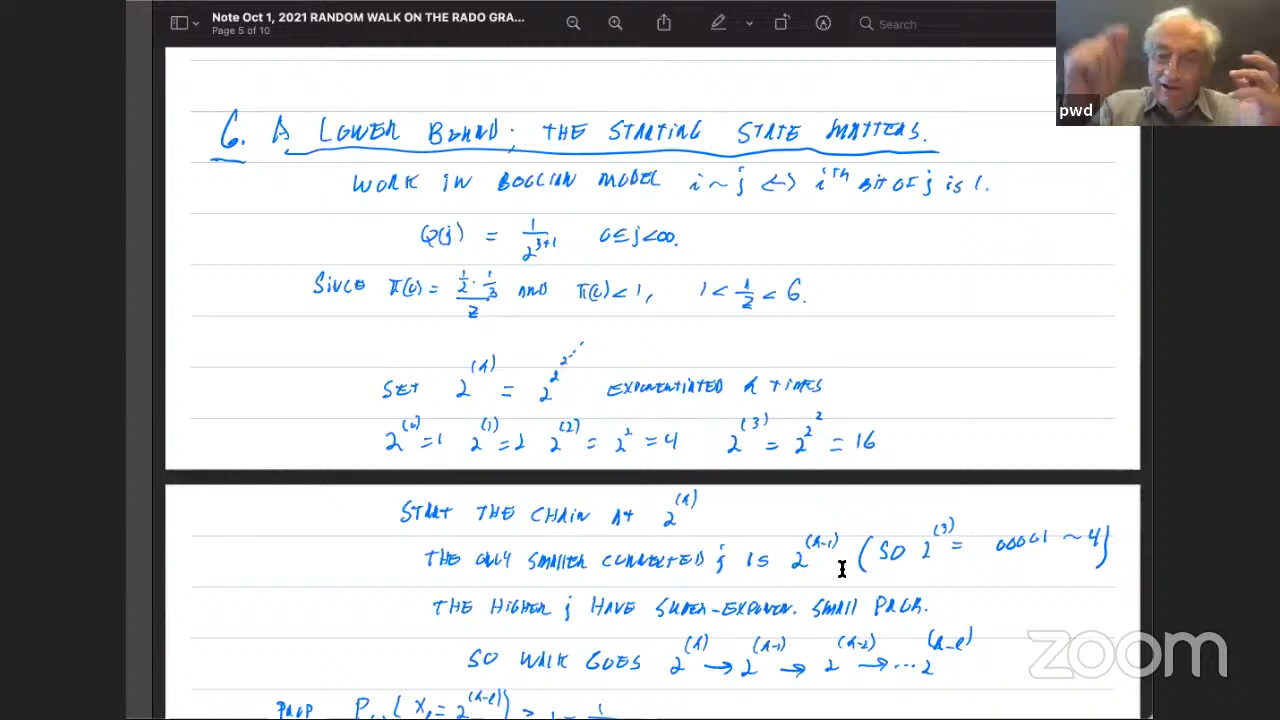 Note Oct 1, 2021 RANDOM WALK ON THE RADO GRA...
Page 5 of 10
Search
pwd
6. A LOWER BOUND; THE STARTING STATE MATTERS.
WORK IN BOOLIAN MODEL i ~ j <-> i^th BIT OF j IS 1.
Q(j) = 1/2^(j+1) 0 ≤ j < ∞.
SINCE π(0) = (1/2 · 1/3)/Z AND π(0) < 1, 1 < 1/Z < 6.
SET 2^(k) = 2^2^2^⋰ EXPONENTIATED k TIMES
2^(0) = 1 2^(1) = 2 2^(2) = 2^2 = 4 2^(3) = 2^2^2 = 16
START THE CHAIN AT 2^(k)
THE ONLY SMALLER CONNECTED j IS 2^(k-1) (SO 2^(3) = 00001 ~ 4)
THE HIGHER j HAVE SUPER-EXPONEN. SMALL PROB.
SO WALK GOES 2^(k) → 2^(k-1) → 2^(k-2) → ... 2^(k-l)
zoom
PROP